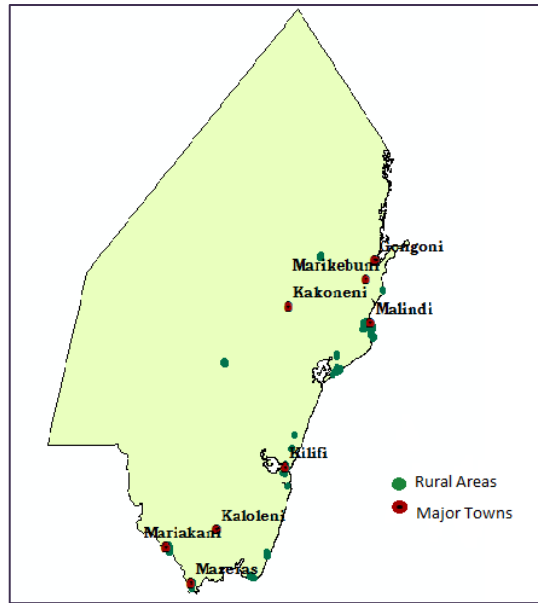 Gongoni
Marikebuni
Kakoneni
Malindi
Kilifi
Rural Areas
Kaloleni
Major Towns
Mariakani
Mazeras